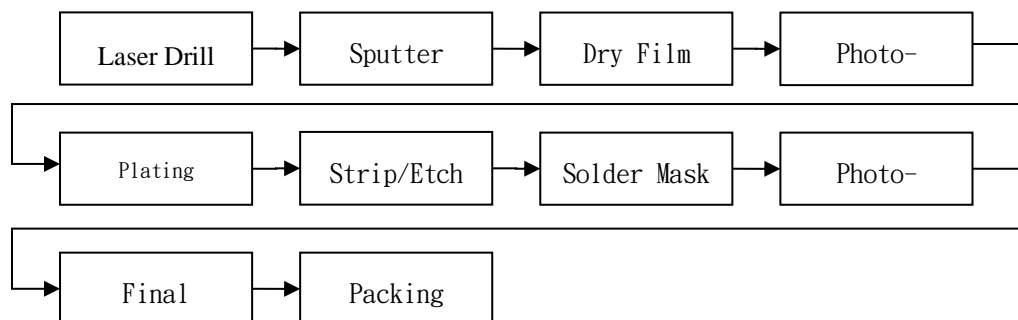 Laser Drill
Sputter
Dry Film
Photo-
Plating
Strip/Etch
Solder Mask
Photo-
Final
Packing